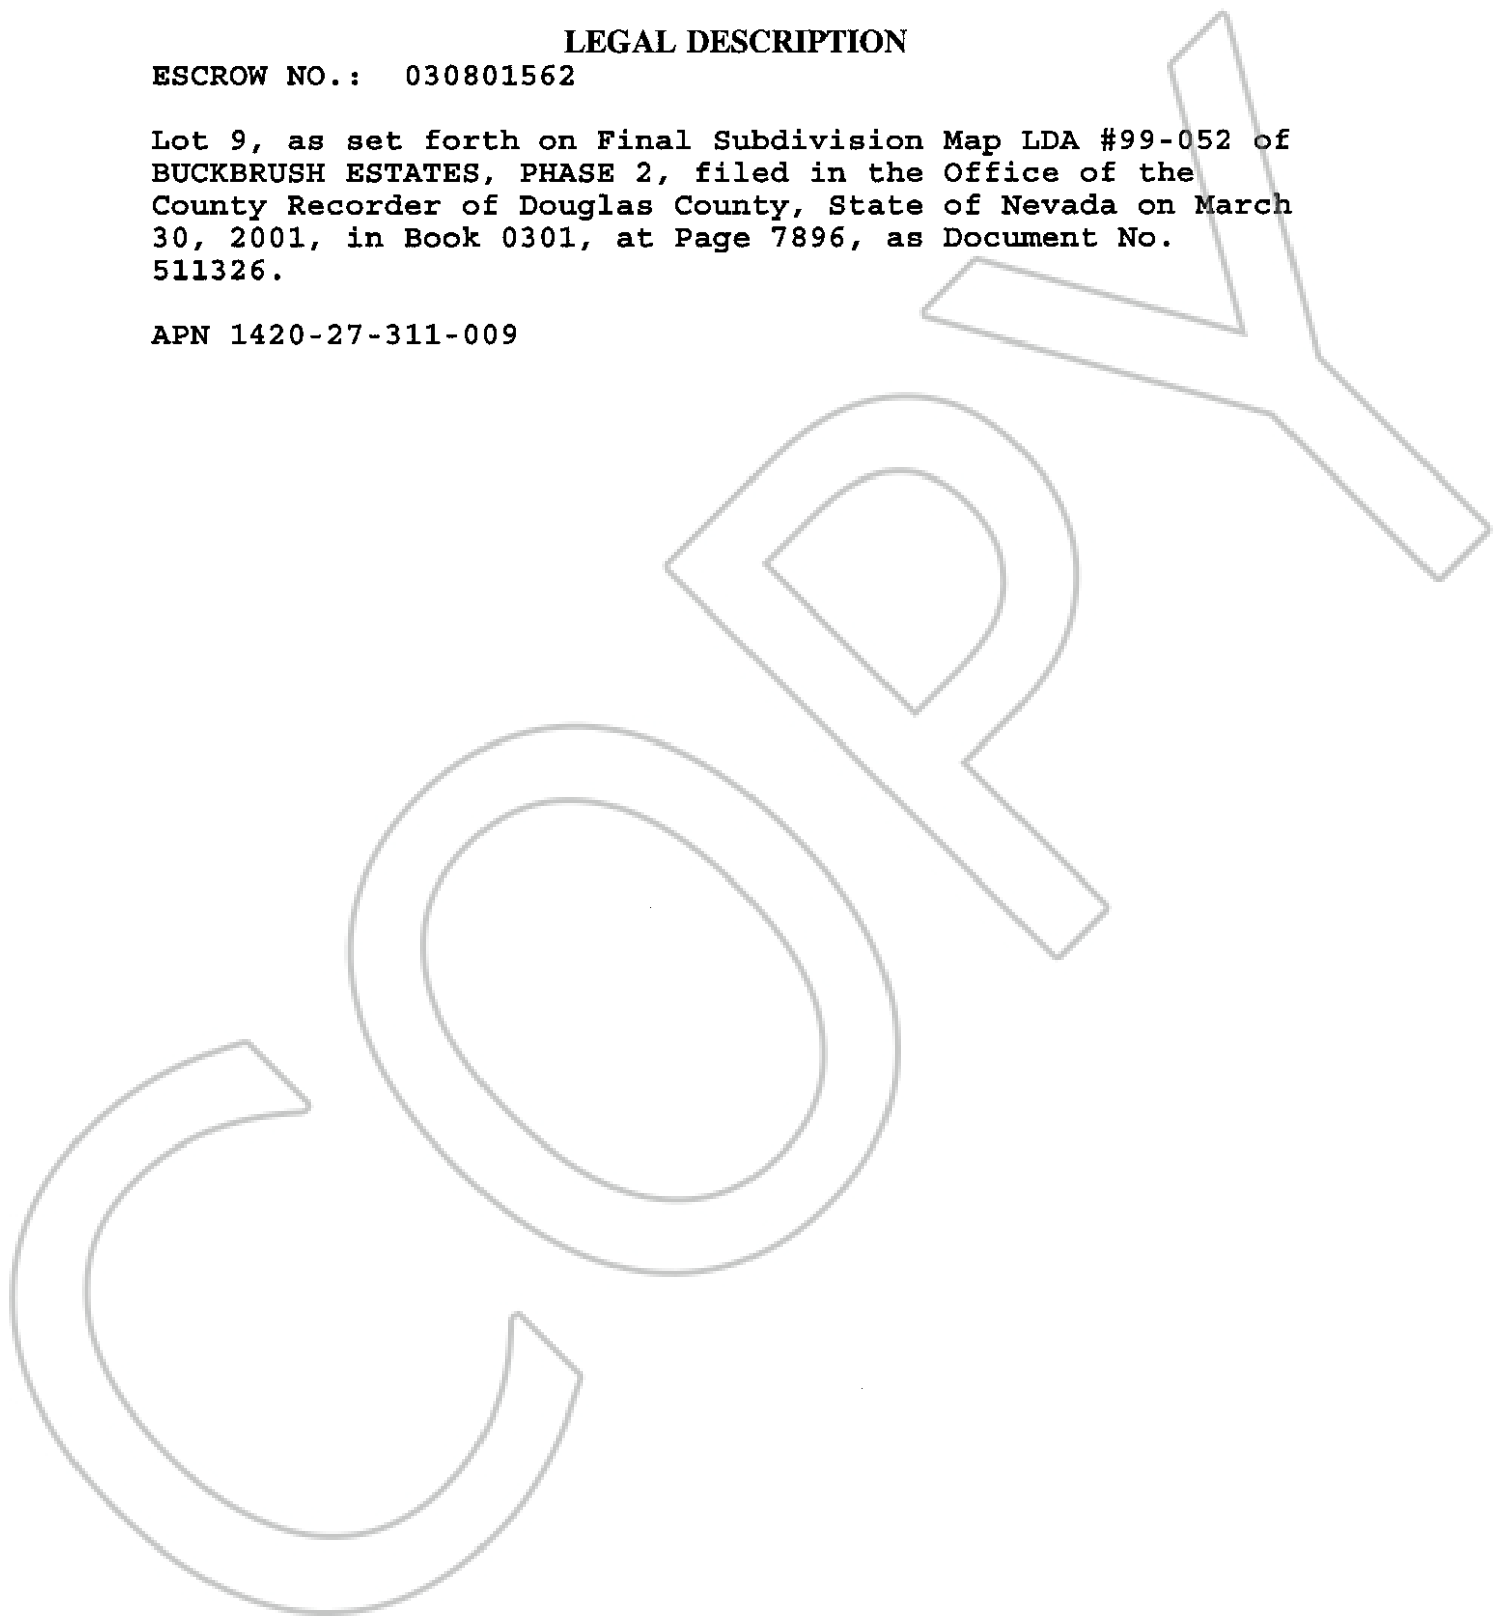 LEGAL DESCRIPTION
ESCROW NO.: 030801562
Lot 9, as set forth on Final Subdivision Map LDA #99-052 of
BUCKBRUSH ESTATES, PHASE 2, filed in the Office of the
County Recorder of Douglas County, State of Nevada on March
30, 2001, in Book 0301, at Page 7896, as Document No.
511326.
APN 1420-27-311-009
COPY